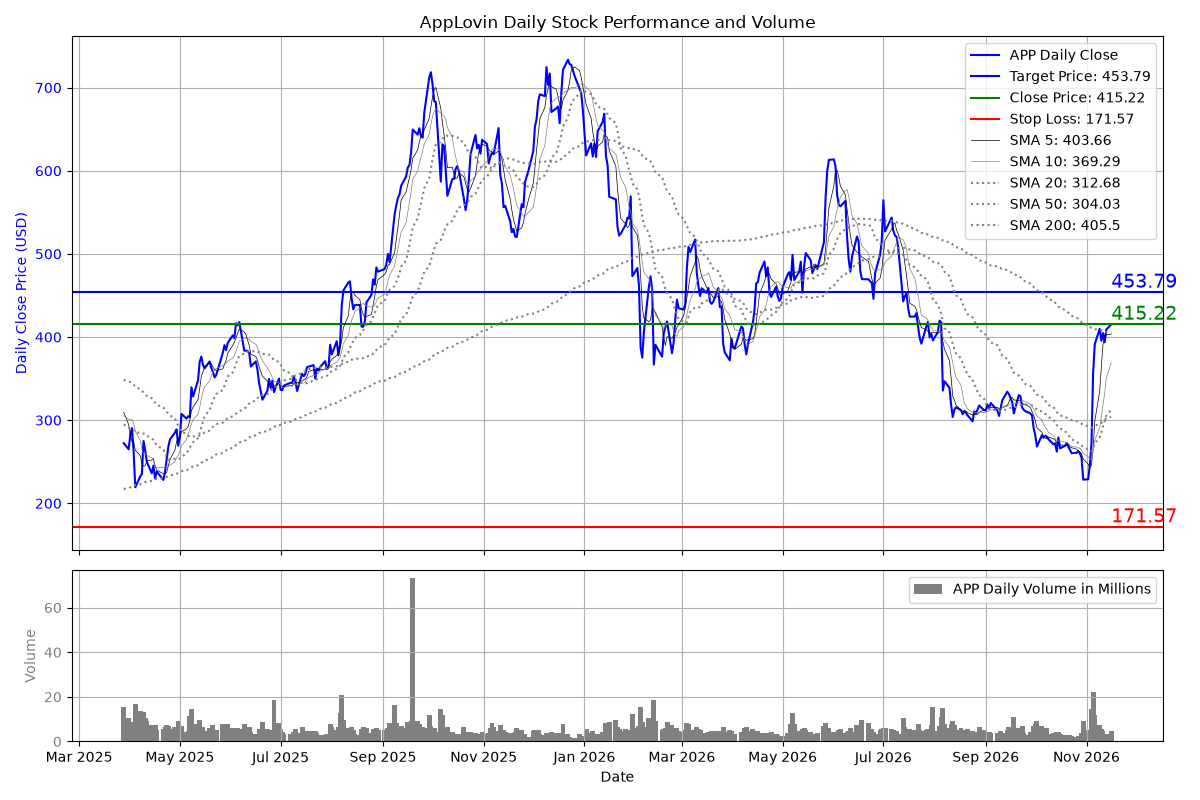 AppLovin Daily Stock Performance and Volume
Daily Close Price (USD)
700
600
500
400
300
200
APP Daily Close
Target Price: 453.79
Close Price: 415.22
Stop Loss: 171.57
SMA 5: 403.66
SMA 10: 369.29
SMA 20: 312.68
SMA 50: 304.03
SMA 200: 405.5
453.79
415.22
171.57
Volume
60
40
20
0
APP Daily Volume in Millions
Mar 2025
May 2025
Jul 2025
Sep 2025
Nov 2025
Jan 2026
Mar 2026
May 2026
Jul 2026
Sep 2026
Nov 2026
Date